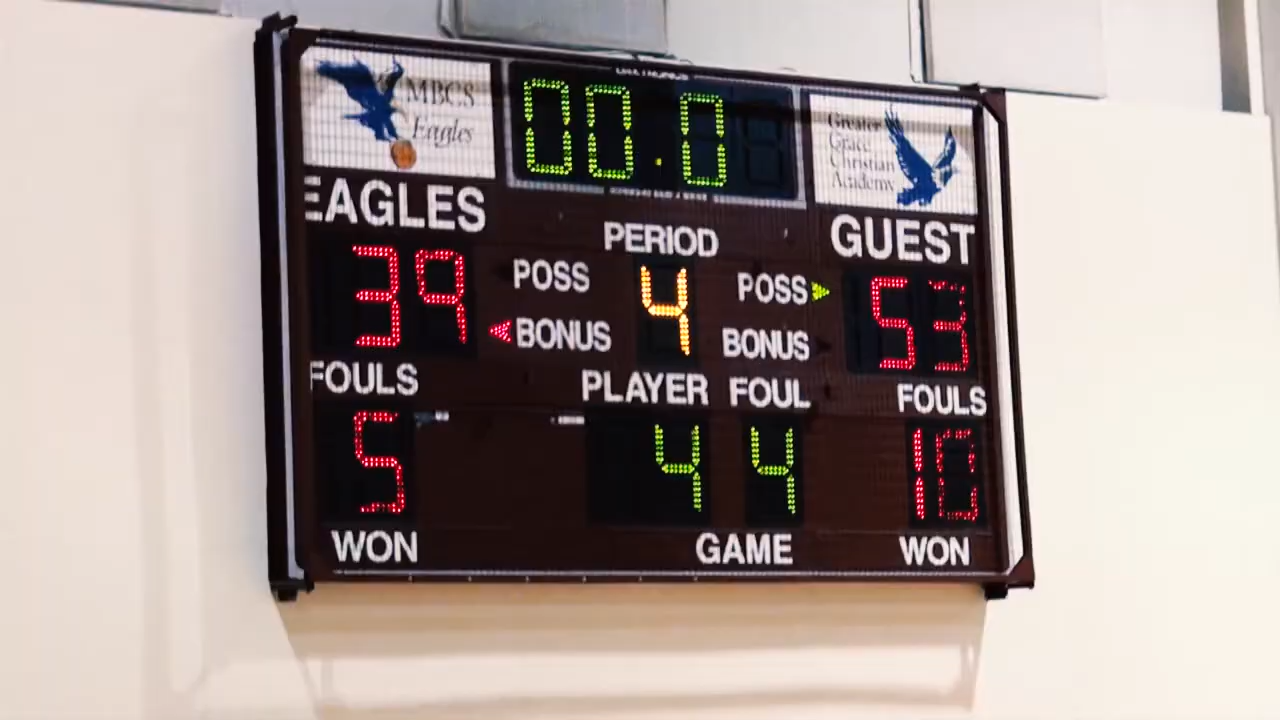 MBCS
Eagles
00.0
Greater
Grace
Christian
Academy
EAGLES
PERIOD
GUEST
39
POSS
4
POSS
53
BONUS
BONUS
FOULS
PLAYER FOUL
FOULS
5
4 4
10
WON
GAME
WON